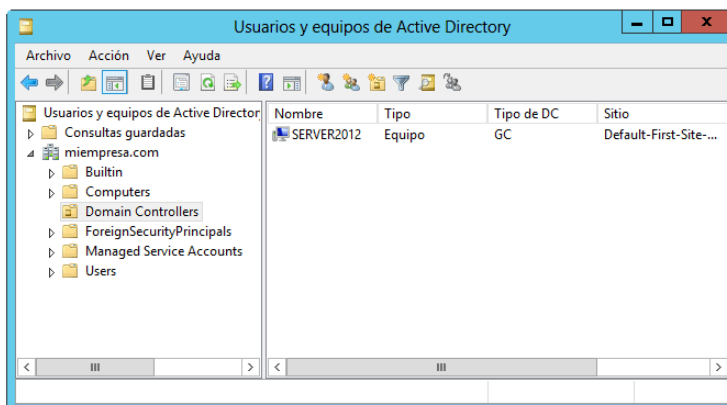 Usuarios y equipos de Active Directory
Archivo Acción Ver Ayuda
Usuarios y equipos de Active Director
Consultas guardadas
miempresa.com
Builtin
Computers
Domain Controllers
ForeignSecurityPrincipals
Managed Service Accounts
Users
Nombre Tipo Tipo de DC Sitio
SERVER2012 Equipo GC Default-First-Site-...